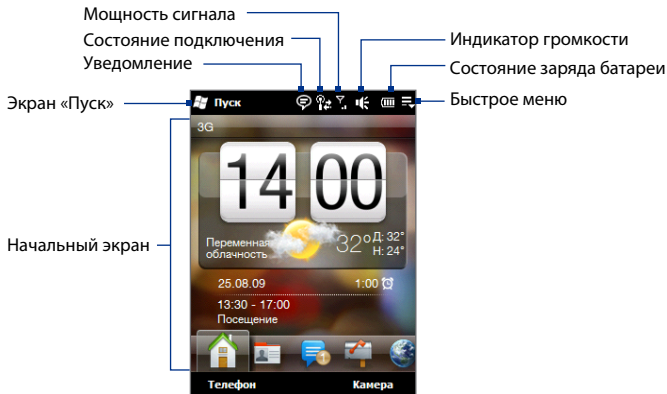 Мощность сигнала
Состояние подключения
Уведомление
Индикатор громкости
Состояние заряда батареи
Быстрое меню
Экран «Пуск»
Начальный экран
Пуск
3G
14 00
Переменная
облачность
32° Д: 32°
Н: 24°
25.08.09 1:00
13:30 - 17:00
Посещение
Телефон Камера